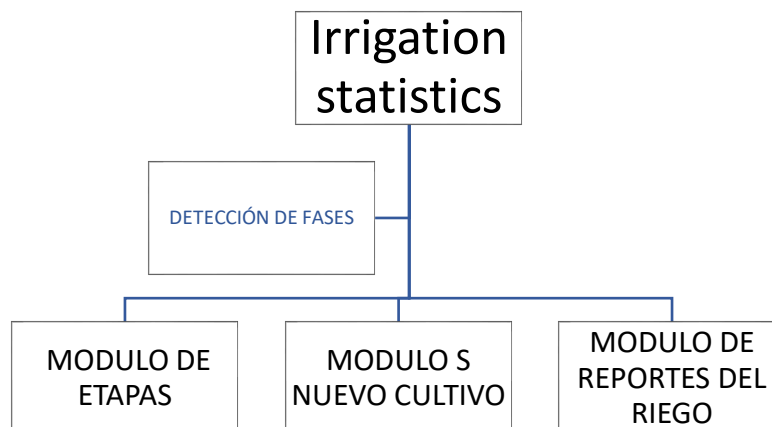 Irrigation
statistics
DETECCIÓN DE FASES
MODULO DE
ETAPAS
MODULO S
NUEVO CULTIVO
MODULO DE
REPORTES DEL
RIEGO